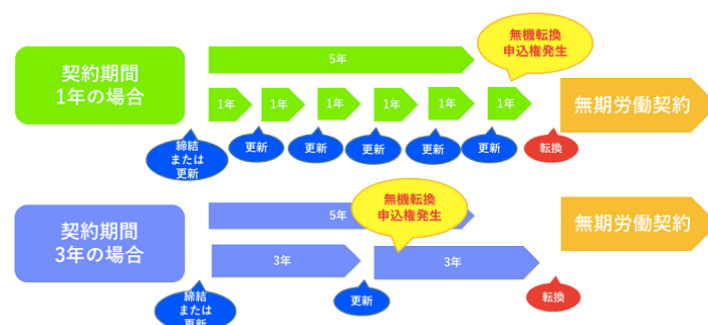 契約期間
1年の場合
5年
無機転換
申込権発生
1年
1年
1年
1年
1年
1年
無期労働契約
締結
または
更新
更新
更新
更新
更新
更新
転換
契約期間
3年の場合
5年
無機転換
申込権発生
3年
3年
無期労働契約
締結
または
更新
更新
転換